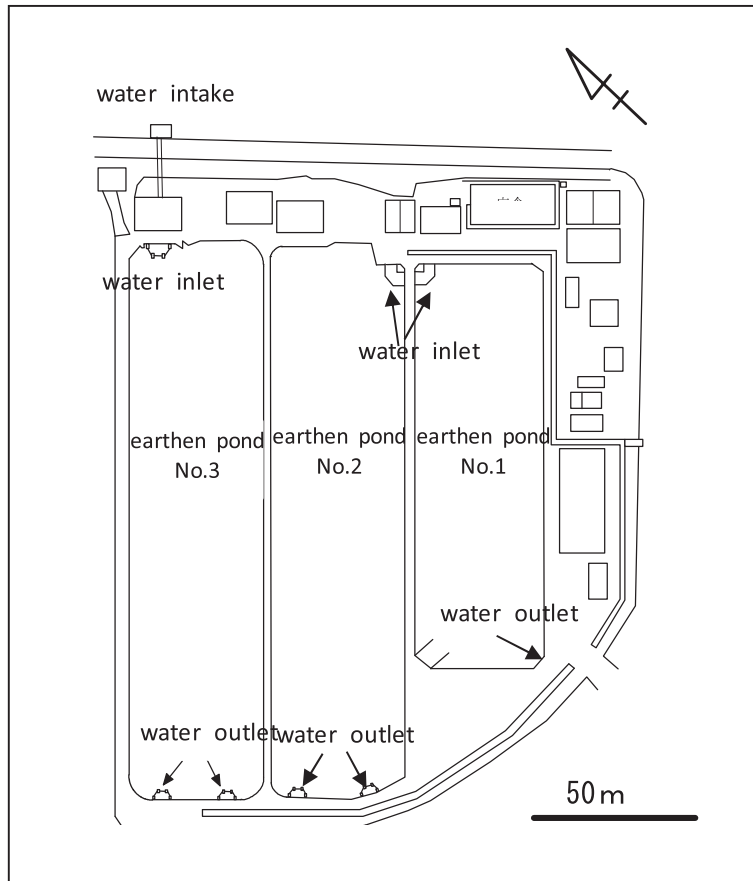 water intake
water inlet
water inlet
earthen pond
No.3
earthen pond
No.2
earthen pond
No.1
water outlet
water outlet
water outlet
50m